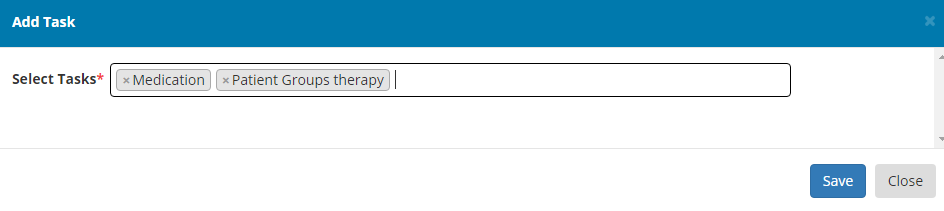 Add Task ×
Select Tasks* × Medication × Patient Groups therapy
Save Close